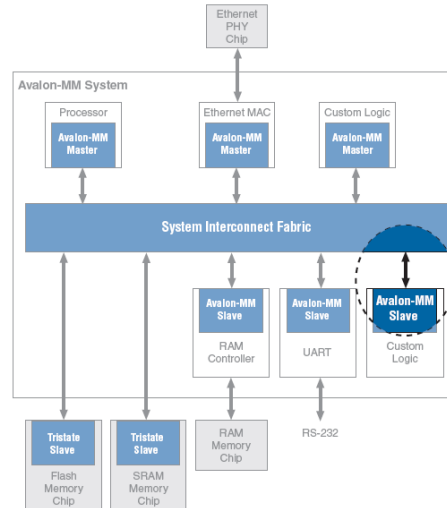 Ethernet
PHY
Chip
Avalon-MM System
Processor
Ethernet MAC
Custom Logic
Avalon-MM
Master
Avalon-MM
Master
Avalon-MM
Master
System Interconnect Fabric
Avalon-MM
Slave
Avalon-MM
Slave
Avalon-MM
Slave
RAM
Controller
UART
Custom
Logic
Tristate
Slave
Tristate
Slave
RAM
Memory
Chip
RS-232
Flash
Memory
Chip
SRAM
Memory
Chip